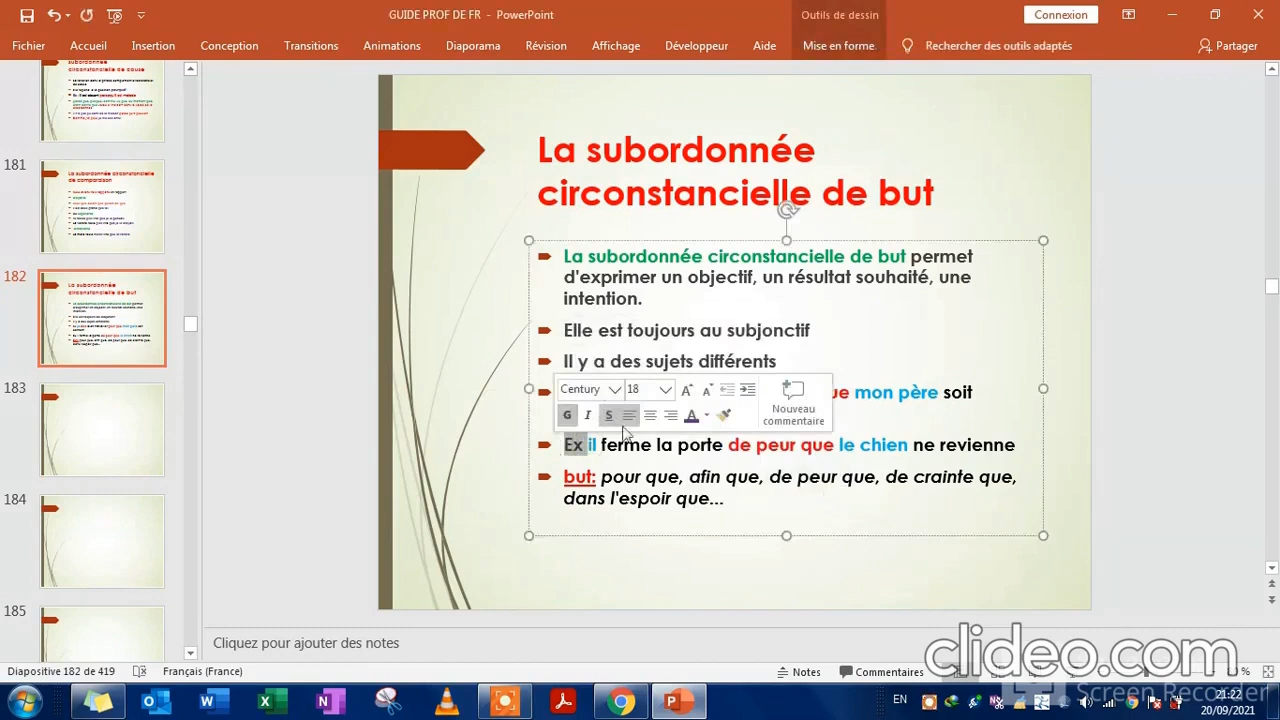 GUIDE PROF DE FR - PowerPoint
Outils de dessin
Connexion
Fichier Accueil Insertion Conception Transitions Animations Diaporama Révision Affichage Développeur Aide Mise en forme Rechercher des outils adaptés Partager
181
182
183
184
185
La subordonnée
circonstancielle de but
La subordonnée circonstancielle de but permet
d'exprimer un objectif, un résultat souhaité, une
intention.
Elle est toujours au subjonctif
Il y a des sujets différents
mon père soit
Century 18
G I S A
Nouveau
commentaire
Ex il ferme la porte de peur que le chien ne revienne
but: pour que, afin que, de peur que, de crainte que,
dans l'espoir que...
Cliquez pour ajouter des notes
Diapositive 182 de 419 Français (France) Notes Commentaires
clideo.com
Screen Recorder
EN
21:22
20/09/2021